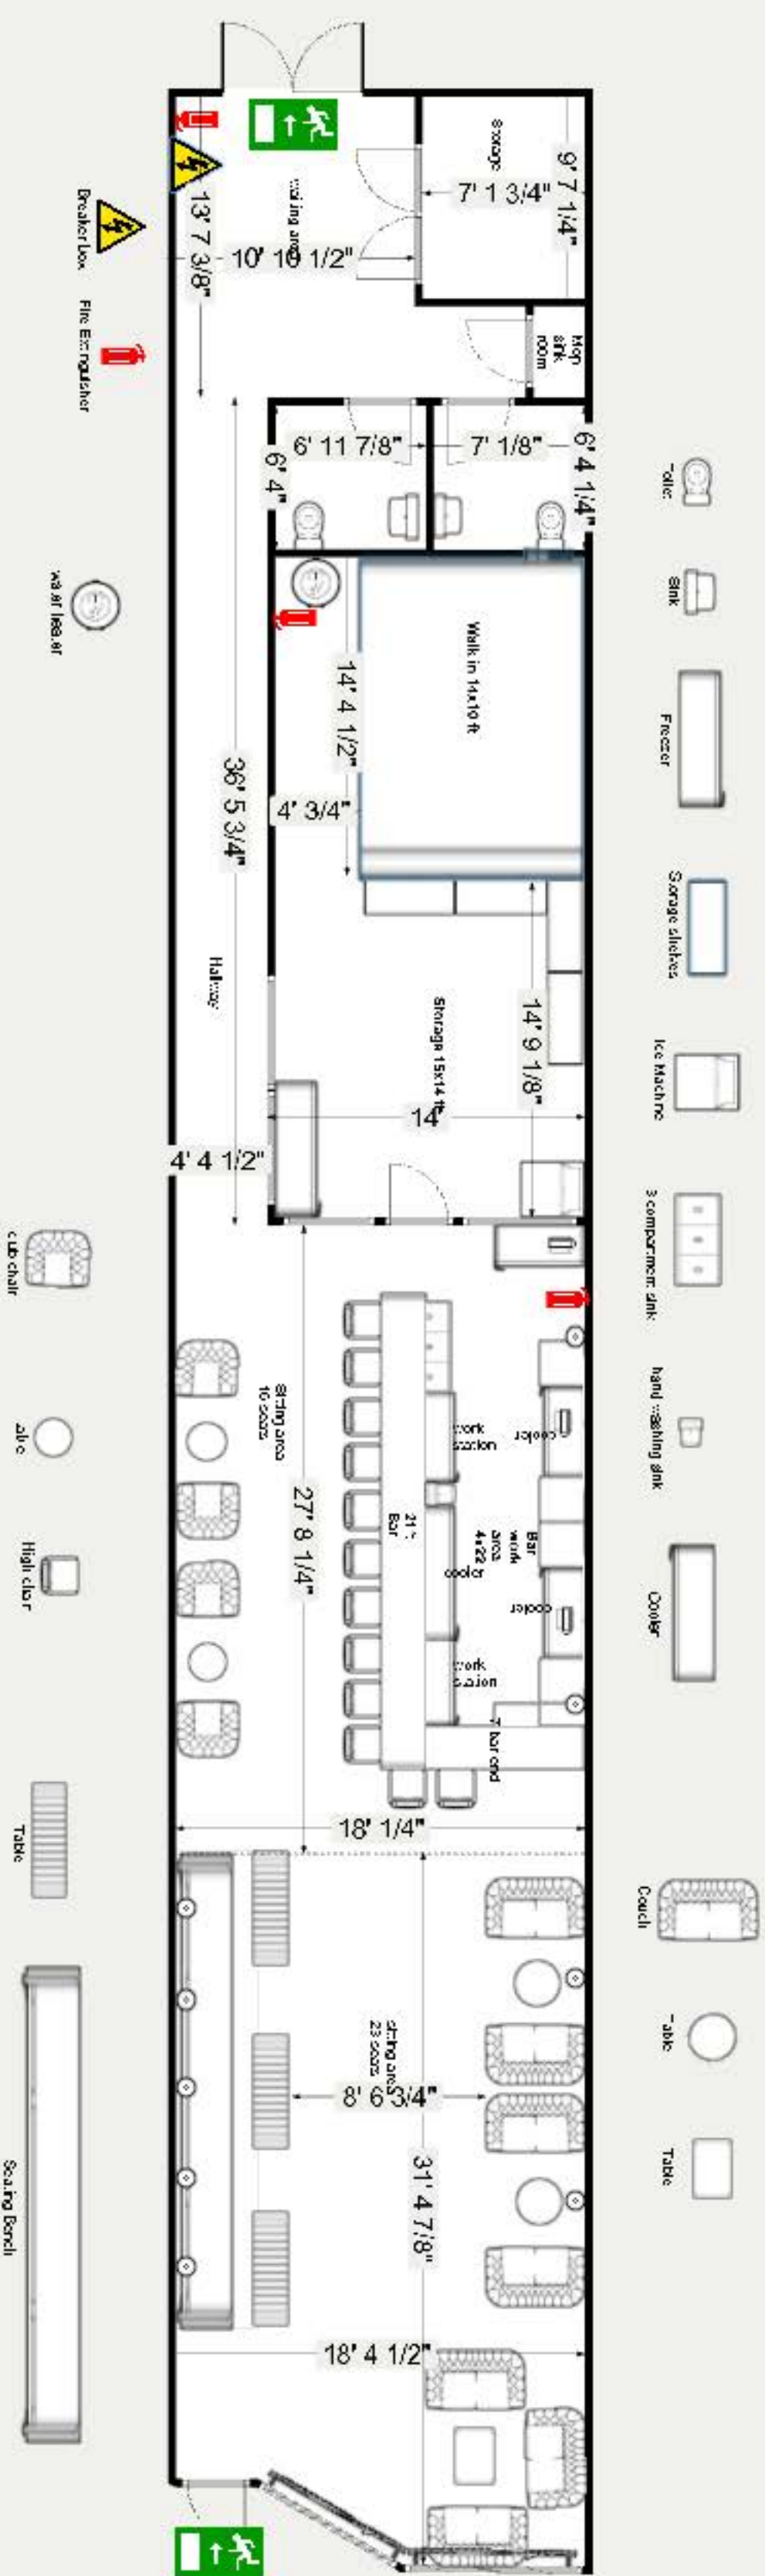 Storage
9' 7 1/4"
7' 1 3/4"
13' 7 3/8"
10' 10 1/2"
Breaker box
Fire Extinguisher
Mop
sink
room
6' 11 7/8"
7' 1/8"
6' 4"
6' 4 1/4"
Toilet
Sink
water heater
Walk in 14x10 ft
14' 4 1/2"
Freezer
36' 5 3/4"
4' 3/4"
Storage shelves
Hallway
Storage 15x14 ft
14' 9 1/8"
Ice Machine
14'
4' 4 1/2"
3 compartment sink
club chair
Sitting area
16 seats
work
station
cooler
hand washing sink
27' 8 1/4"
21 ft
Bar
Bar
work
area
4x22
cooler
cooler
High chair
Cooler
work
station
7' bar end
Table
18' 1/4"
Couch
sitting area
23 seats
Table
8' 6 3/4"
31' 4 7/8"
Table
Seating Bench
18' 4 1/2"